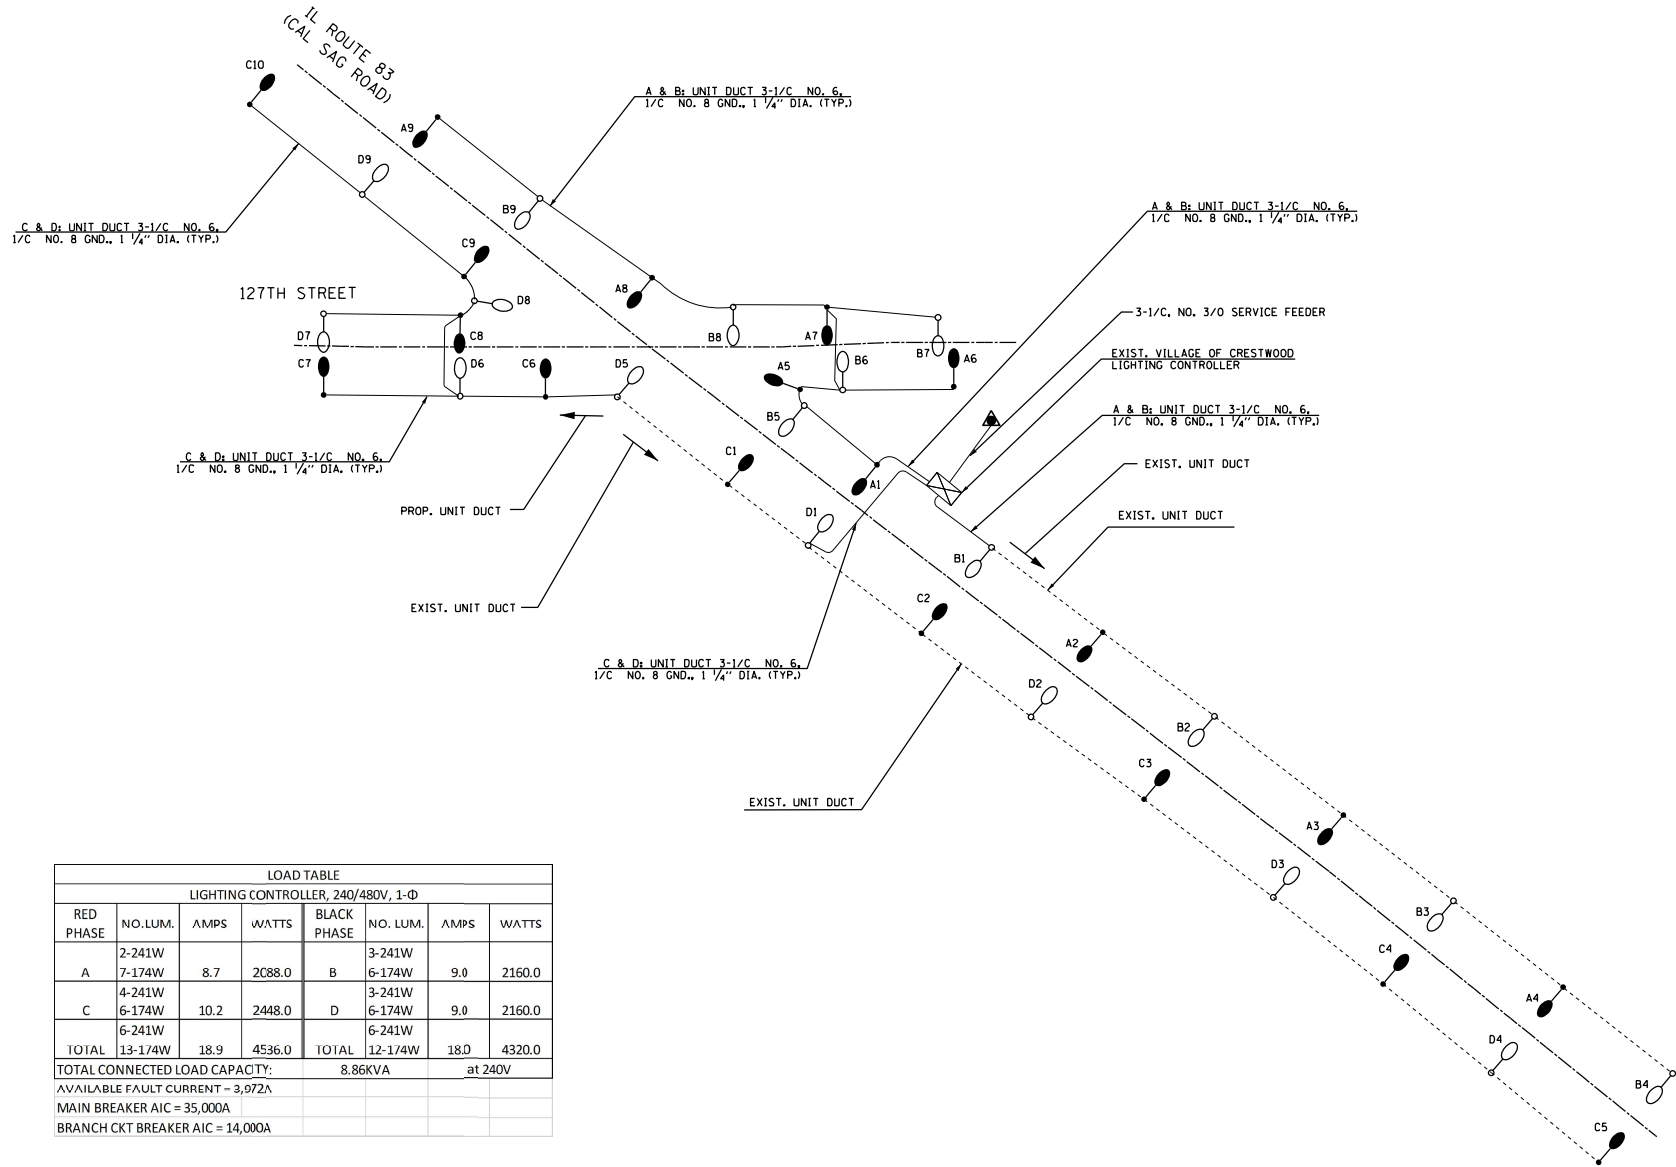 IL ROUTE 83
(CAL SAG ROAD)
C10
A9
A & B: UNIT DUCT 3-1/C NO. 6,
1/C NO. 8 GND., 1 1/4" DIA. (TYP.)
D9
B9
A & B: UNIT DUCT 3-1/C NO. 6,
1/C NO. 8 GND., 1 1/4" DIA. (TYP.)
C & D: UNIT DUCT 3-1/C NO. 6,
1/C NO. 8 GND., 1 1/4" DIA. (TYP.)
C9
127TH STREET
A8
D8
3-1/C, NO. 3/0 SERVICE FEEDER
D7
C8
B8
A7
B7
B6
A6
EXIST. VILLAGE OF CRESTWOOD
LIGHTING CONTROLLER
C7
D6
C6
D5
A5
B5
A & B: UNIT DUCT 3-1/C NO. 6,
1/C NO. 8 GND., 1 1/4" DIA. (TYP.)
C & D: UNIT DUCT 3-1/C NO. 6,
1/C NO. 8 GND., 1 1/4" DIA. (TYP.)
C1
EXIST. UNIT DUCT
A1
PROP. UNIT DUCT
D1
EXIST. UNIT DUCT
B1
EXIST. UNIT DUCT
C2
A2
C & D: UNIT DUCT 3-1/C NO. 6,
1/C NO. 8 GND., 1 1/4" DIA. (TYP.)
D2
B2
C3
EXIST. UNIT DUCT
A3
D3
B3
C4
A4
D4
B4
C5
LOAD TABLE
LIGHTING CONTROLLER, 240/480V, 1-Φ
RED PHASE NO.LUM. AMPS WATTS BLACK PHASE NO. LUM. AMPS WATTS
2-241W 3-241W
A 7-174W 8.7 2088.0 B 6-174W 9.0 2160.0
4-241W 3-241W
C 6-174W 10.2 2448.0 D 6-174W 9.0 2160.0
6-241W 6-241W
TOTAL 13-174W 18.9 4536.0 TOTAL 12-174W 18.0 4320.0
TOTAL CONNECTED LOAD CAPACITY: 8.86KVA at 240V
AVAILABLE FAULT CURRENT = 3,972A
MAIN BREAKER AIC = 35,000A
BRANCH CKT BREAKER AIC = 14,000A